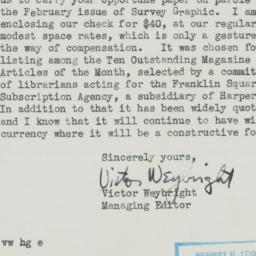 us to carry your opportune paper on parole
the February issue of Survey Graphic. I am
enclosing our check for $40, at our regular
modest space rates, which is only a gesture
the way of compensation. It was chosen fo
listing among the Ten Outstanding Magazine
Articles of the Month, selected by a commit
of librarians acting for the Franklin Squar
Subscription Agency, a subsidiary of Harper
In addition to that it has been widely quot
and I know that it will continue to have wi
currency where it will be a constructive fo
Sincerely yours,
Victor Weybright
Victor Weybright
Managing Editor
vw hg e
HERBERT H.